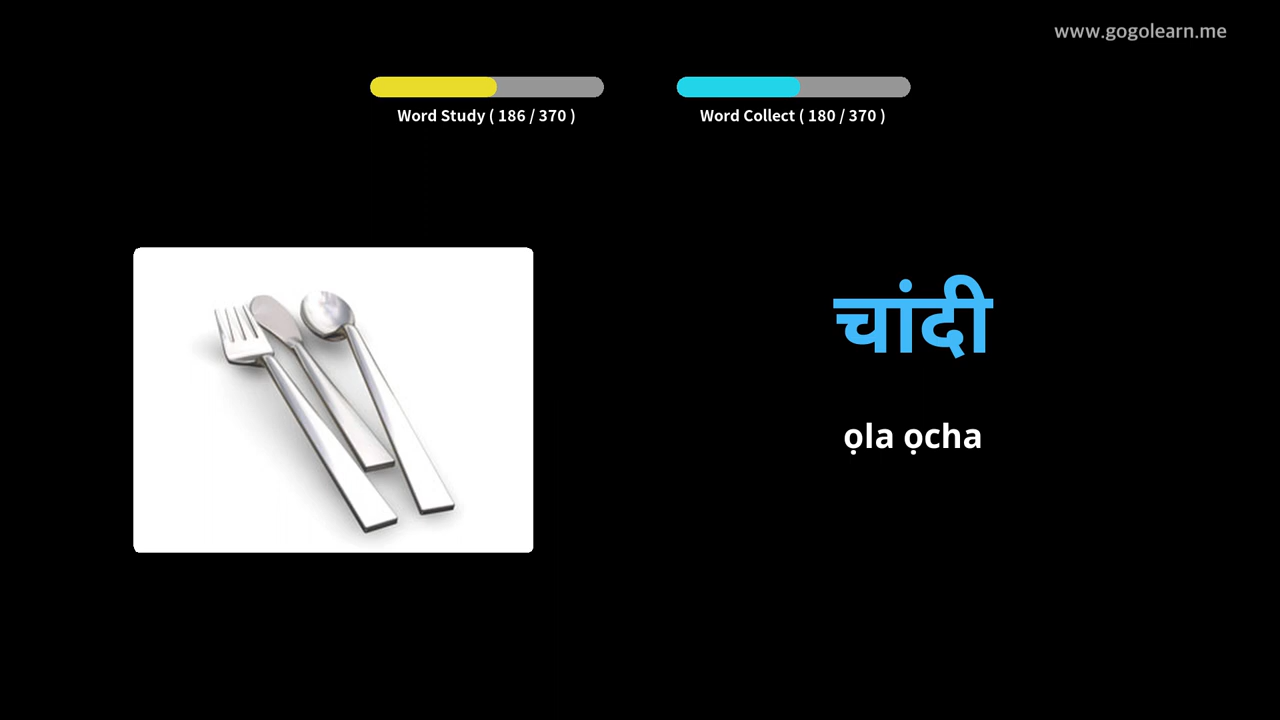 www.gogolearn.me
Word Study ( 186 / 370 )
Word Collect ( 180 / 370 )
चांदी
ọla ọcha